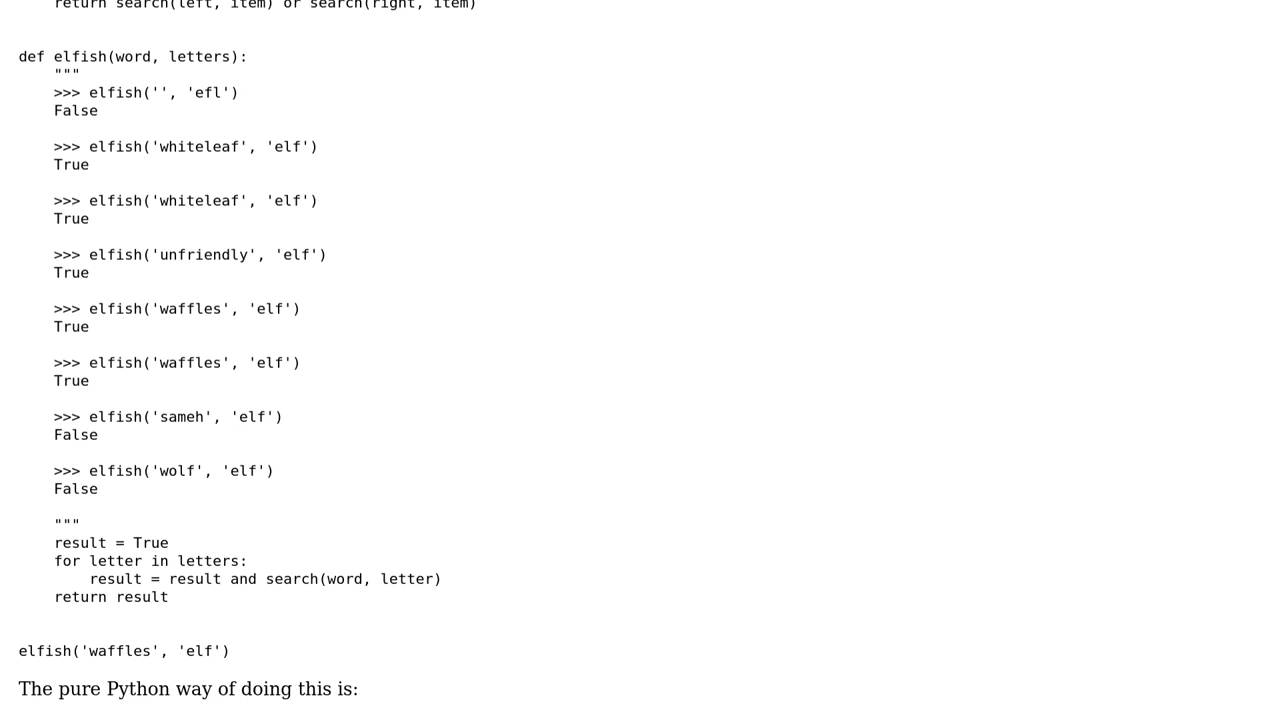 return search(left, item) or search(right, item)
def elfish(word, letters):
"""
>>> elfish('', 'efl')
False
>>> elfish('whiteleaf', 'elf')
True
>>> elfish('whiteleaf', 'elf')
True
>>> elfish('unfriendly', 'elf')
True
>>> elfish('waffles', 'elf')
True
>>> elfish('waffles', 'elf')
True
>>> elfish('sameh', 'elf')
False
>>> elfish('wolf', 'elf')
False
"""
result = True
for letter in letters:
result = result and search(word, letter)
return result
elfish('waffles', 'elf')
The pure Python way of doing this is: